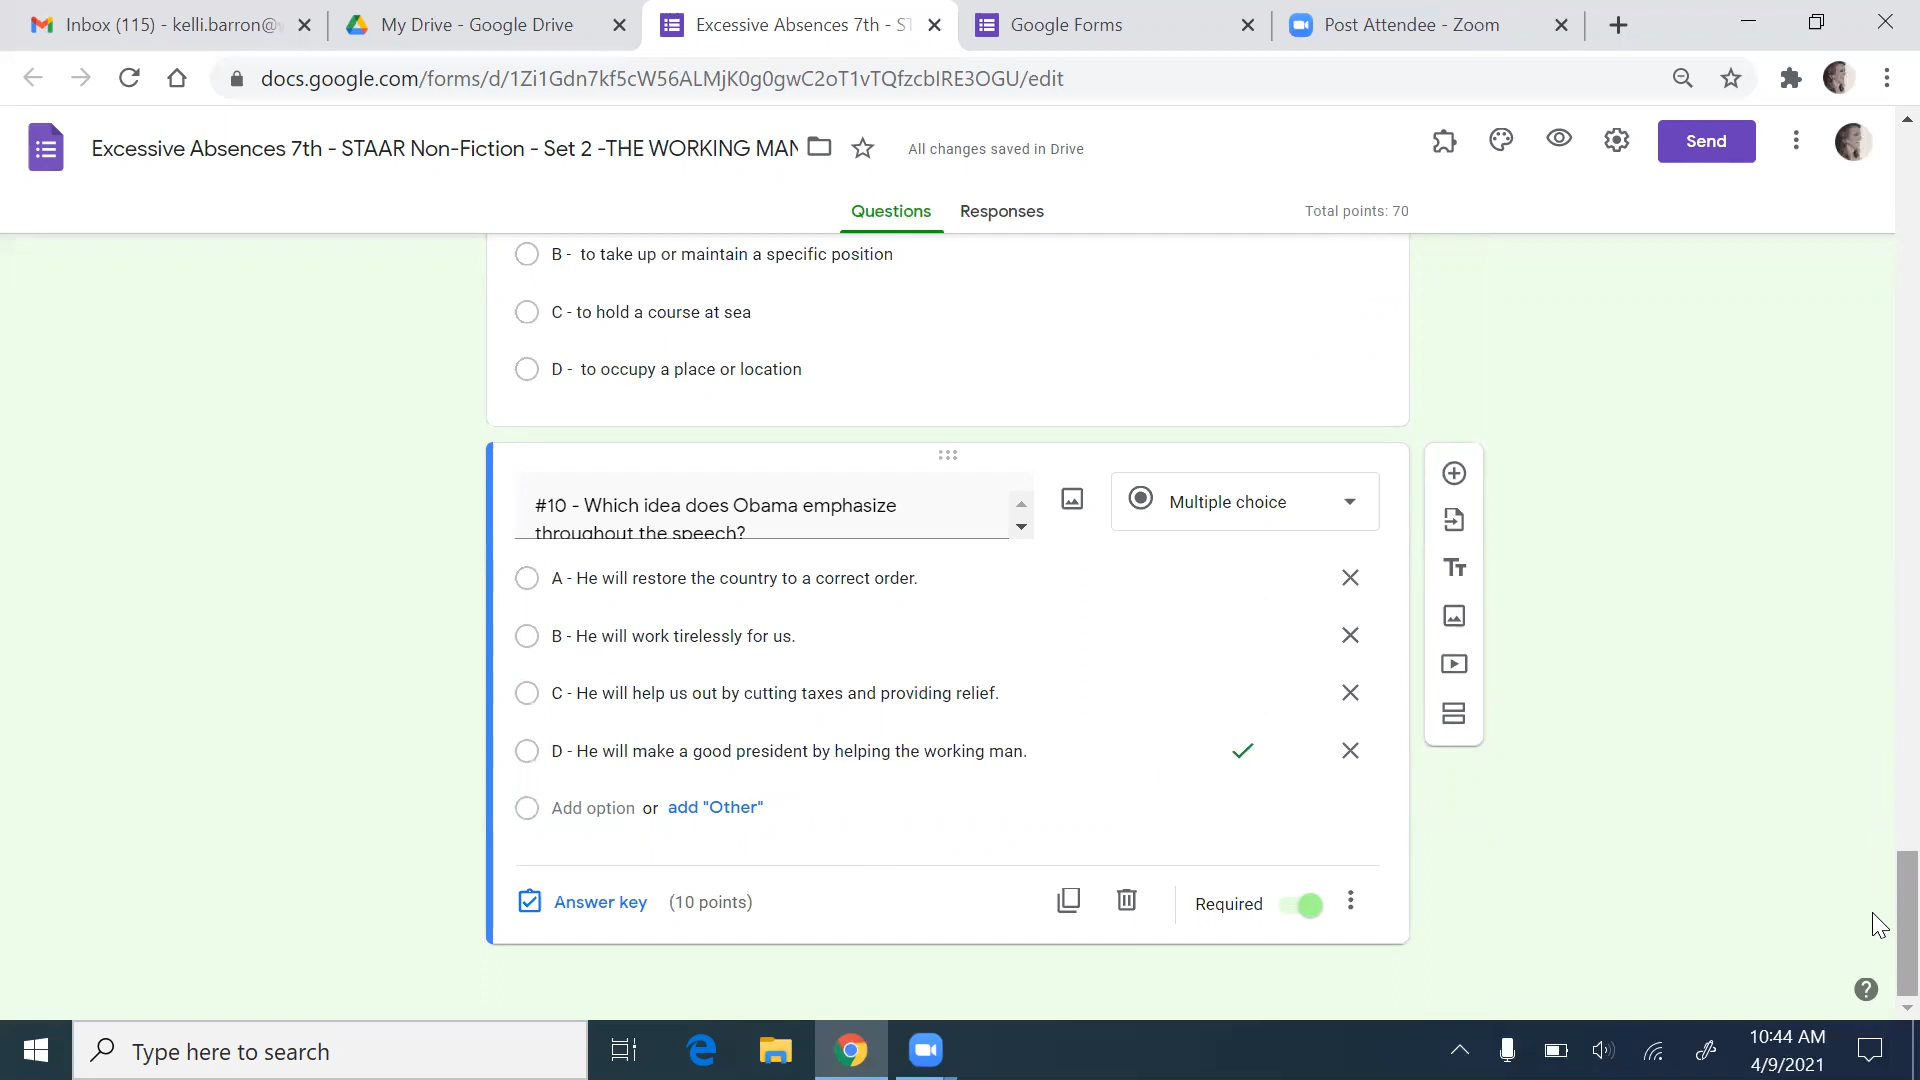 Inbox (115) - kelli.barron@
My Drive - Google Drive
Excessive Absences 7th - ST
Google Forms
Post Attendee - Zoom
docs.google.com/forms/d/1Zi1Gdn7kf5cW56ALMjK0g0gwC2oT1vTQfzcbIRE3OGU/edit
Excessive Absences 7th - STAAR Non-Fiction - Set 2 -THE WORKING MAN
All changes saved in Drive
Send
Questions
Responses
Total points: 70
B - to take up or maintain a specific position
C - to hold a course at sea
D - to occupy a place or location
#10 - Which idea does Obama emphasize
throughout the speech?
Multiple choice
A - He will restore the country to a correct order.
B - He will work tirelessly for us.
C - He will help us out by cutting taxes and providing relief.
D - He will make a good president by helping the working man.
Add option or add "Other"
Answer key (10 points)
Required
Type here to search
10:44 AM
4/9/2021